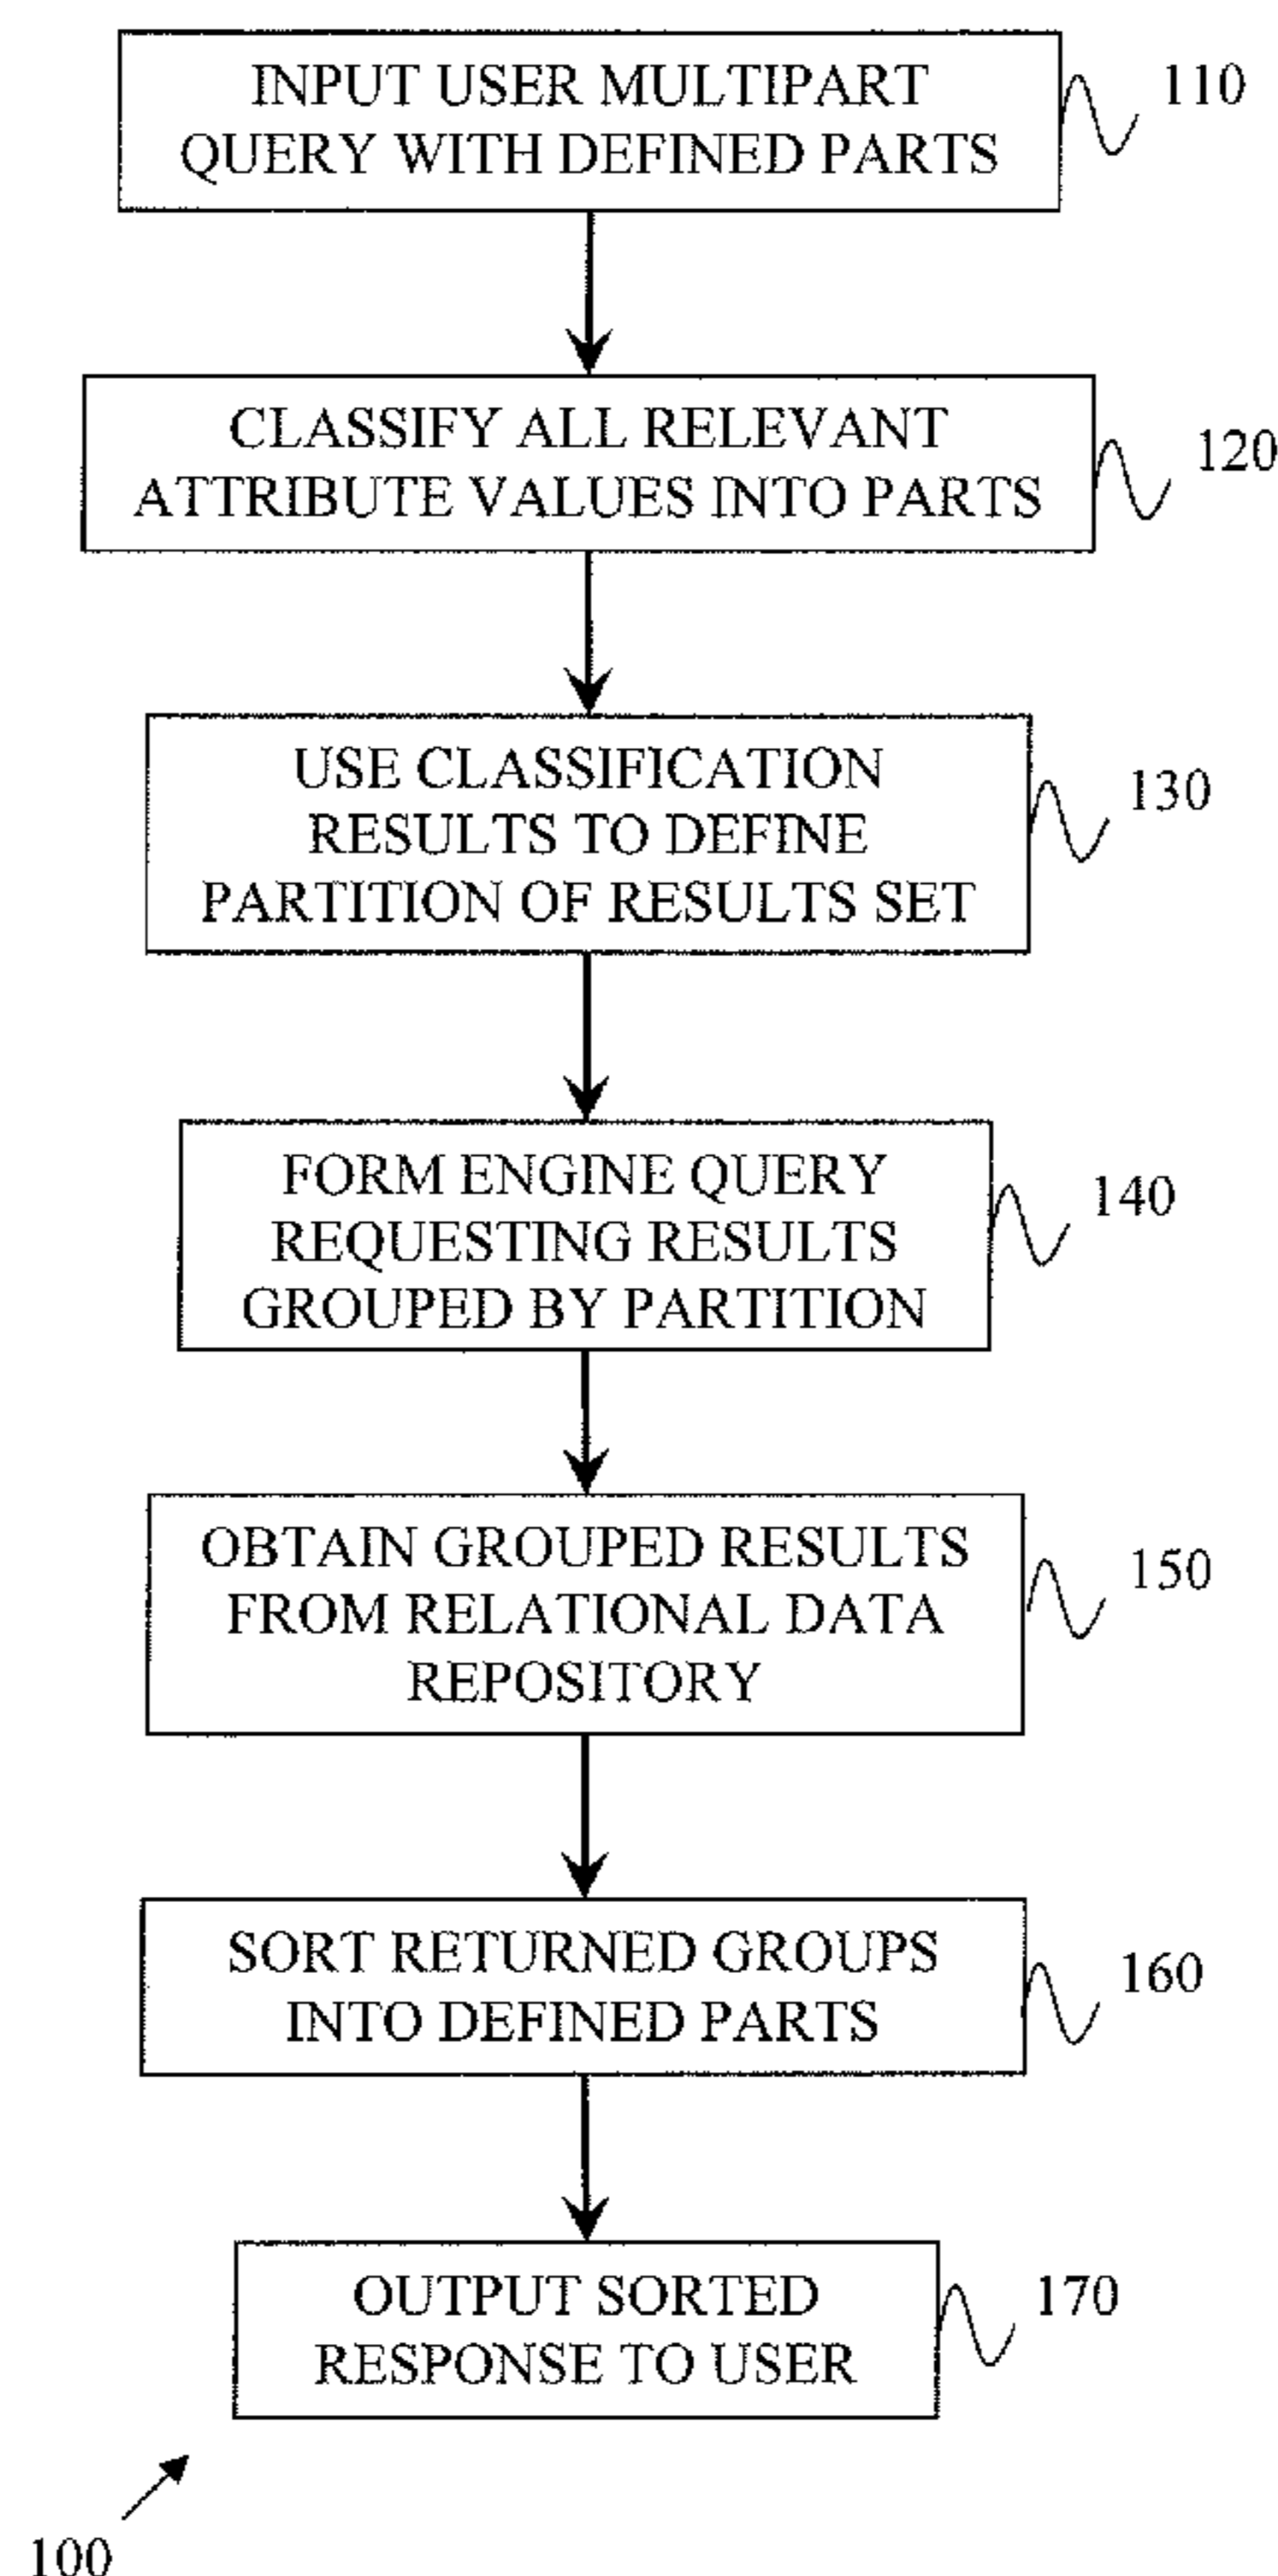 INPUT USER MULTIPART
QUERY WITH DEFINED PARTS
110
CLASSIFY ALL RELEVANT
ATTRIBUTE VALUES INTO PARTS
120
USE CLASSIFICATION
RESULTS TO DEFINE
PARTITION OF RESULTS SET
130
FORM ENGINE QUERY
REQUESTING RESULTS
GROUPED BY PARTITION
140
OBTAIN GROUPED RESULTS
FROM RELATIONAL DATA
REPOSITORY
150
SORT RETURNED GROUPS
INTO DEFINED PARTS
160
OUTPUT SORTED
RESPONSE TO USER
170
100